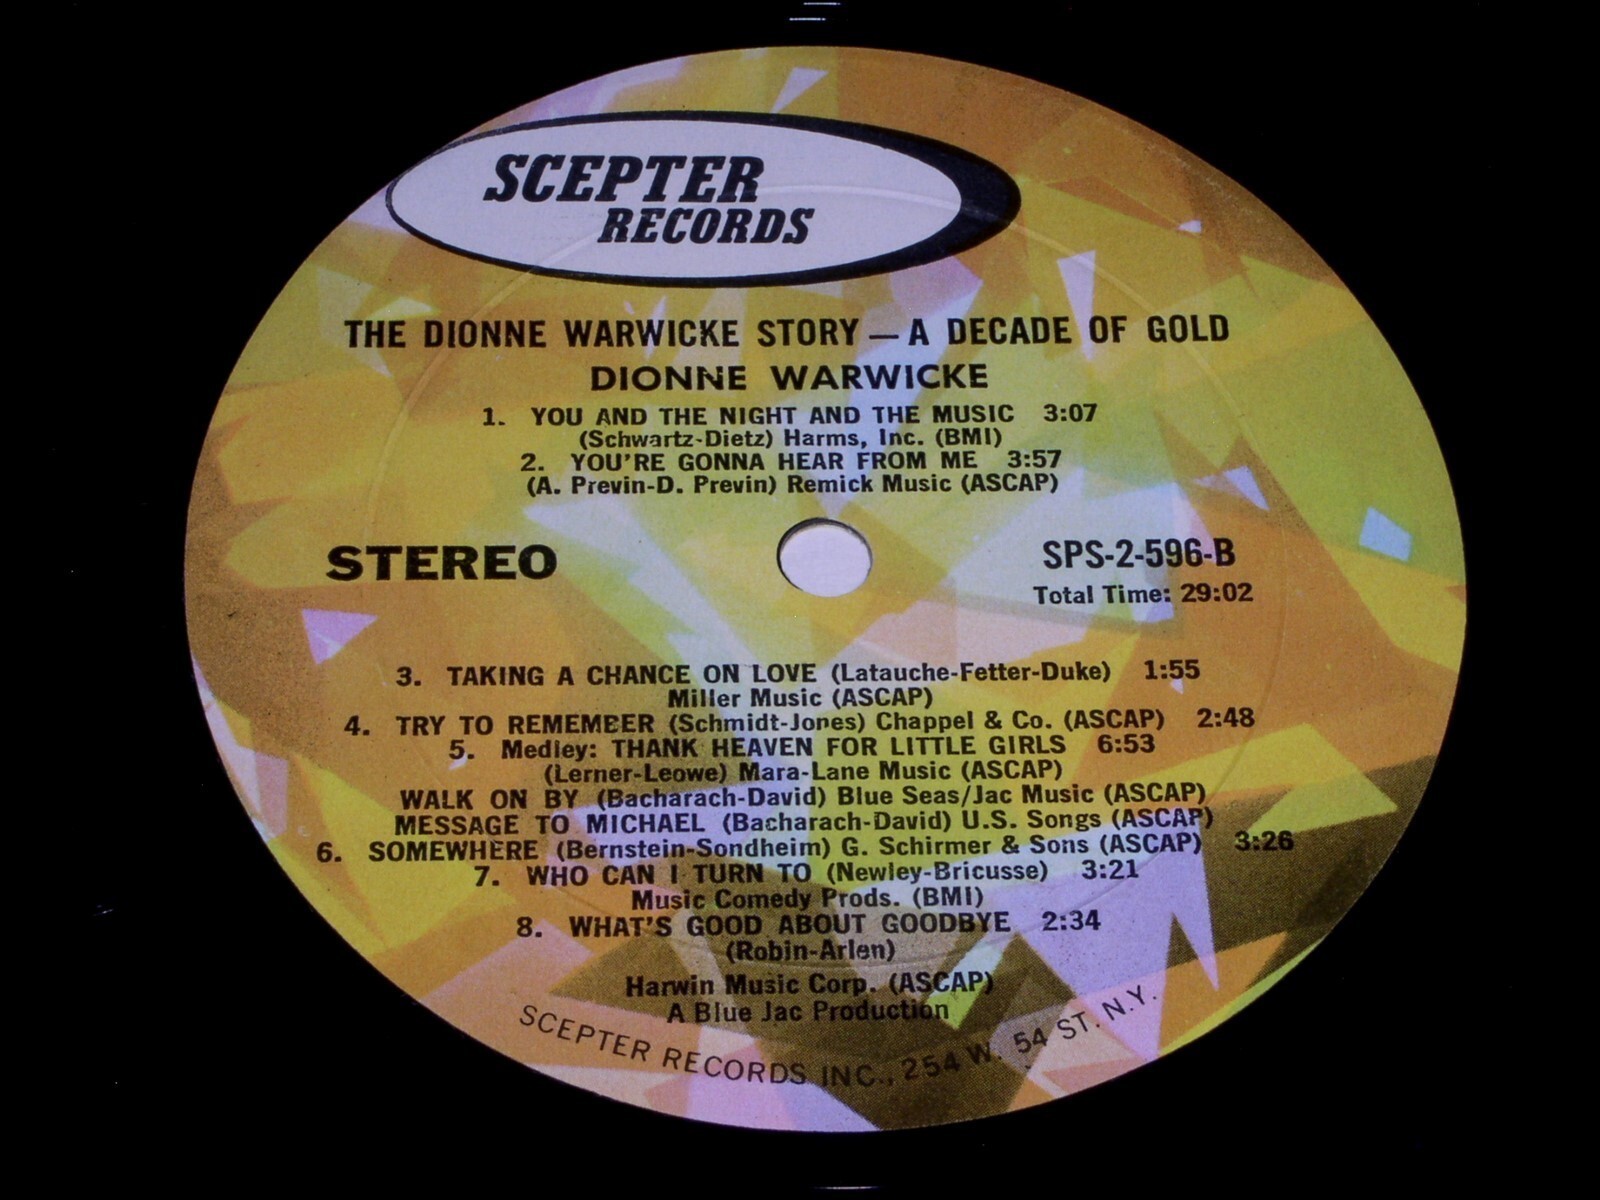 SCEPTER
RECORDS
THE DIONNE WARWICKE STORY — A DECADE OF GOLD
DIONNE WARWICKE
1. YOU AND THE NIGHT AND THE MUSIC 3:07
(Schwartz-Dietz) Harms, Inc. (BMI)
2. YOU'RE GONNA HEAR FROM ME 3:57
(A. Previn-D. Previn) Remick Music (ASCAP)
STEREO
SPS-2-596-B
Total Time: 29:02
3. TAKING A CHANCE ON LOVE (Latauche-Fetter-Duke) 1:55
Miller Music (ASCAP)
4. TRY TO REMEMBER (Schmidt-Jones) Chappel & Co. (ASCAP) 2:48
5. Medley: THANK HEAVEN FOR LITTLE GIRLS 6:53
(Lerner-Leowe) Mara-Lane Music (ASCAP)
WALK ON BY (Bacharach-David) Blue Seas/Jac Music (ASCAP)
MESSAGE TO MICHAEL (Bacharach-David) U.S. Songs (ASCAP)
6. SOMEWHERE (Bernstein-Sondheim) G. Schirmer & Sons (ASCAP) 3:26
7. WHO CAN I TURN TO (Newley-Bricusse) 3:21
Music Comedy Prods. (BMI)
8. WHAT'S GOOD ABOUT GOODBYE 2:34
(Robin-Arlen)
Harwin Music Corp. (ASCAP)
A Blue Jac Production
SCEPTER RECORDS INC., 254 W. 54 ST. N.Y.